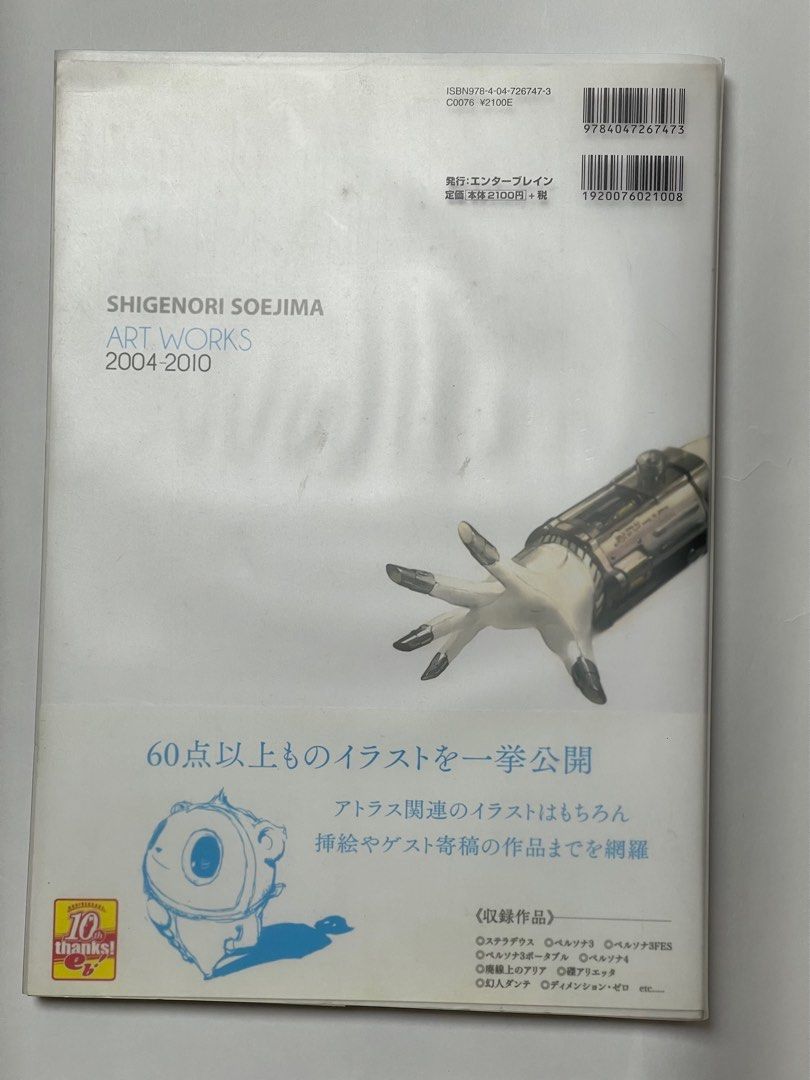 ISBN978-4-04-726747-3
C0076 ¥2100E
9784047267473
発行:エンターブレイン
定価 本体2100円 +税
1920076021008
SHIGENORI SOEJIMA
ART WORKS
2004-2010
60点以上ものイラストを一挙公開
アトラス関連のイラストはもちろん
挿絵やゲスト寄稿の作品までを網羅
10th
thanks!
eb!
《収録作品》
◎ステラデウス ◎ペルソナ3 ◎ペルソナ3FES
◎ペルソナ3ポータブル ◎ペルソナ4
◎廃線上のアリア ◎磔アリエッタ
◎幻人ダンテ ◎ディメンション・ゼロ etc.....